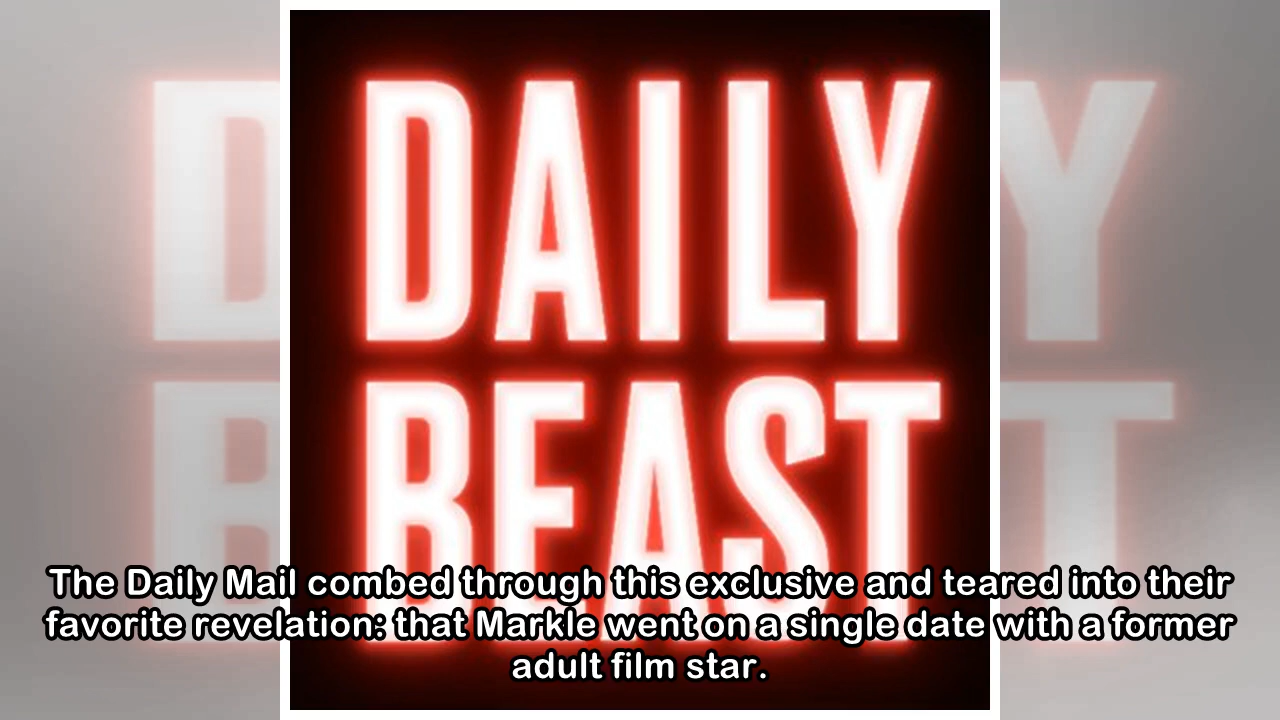 DAILY
BEAST
The Daily Mail combed through this exclusive and teared into their
favorite revelation: that Markle went on a single date with a former
adult film star.